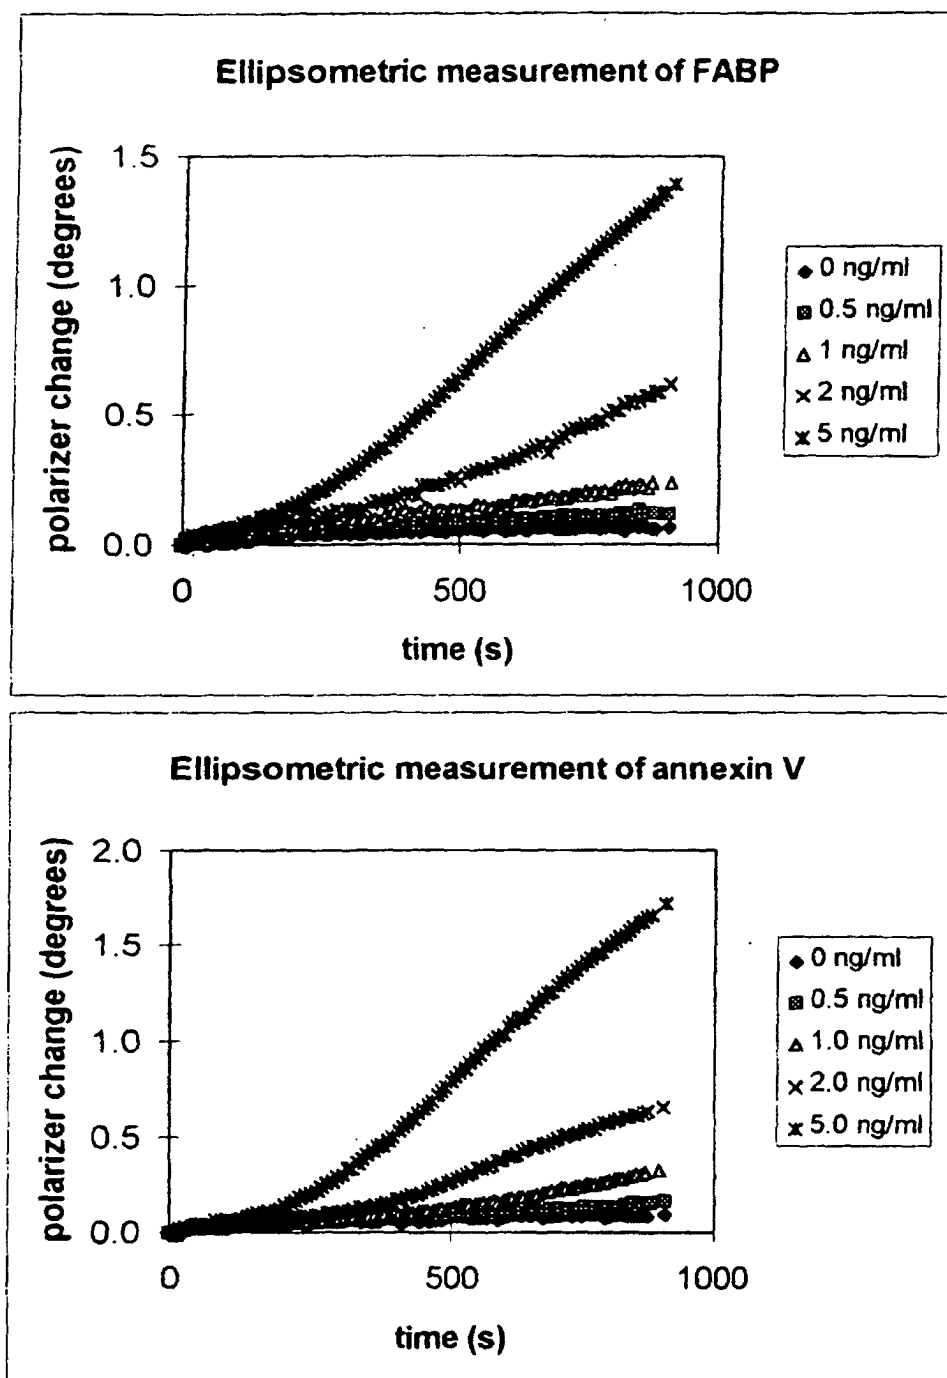 Ellipsometric measurement of FABP
polarizer change (degrees)
1.5
1.0
0.5
0.0
0 500 1000
time (s)
0 ng/ml
0.5 ng/ml
1 ng/ml
2 ng/ml
5 ng/ml
Ellipsometric measurement of annexin V
polarizer change (degrees)
2.0
1.5
1.0
0.5
0.0
0 500 1000
time (s)
0 ng/ml
0.5 ng/ml
1.0 ng/ml
2.0 ng/ml
5.0 ng/ml